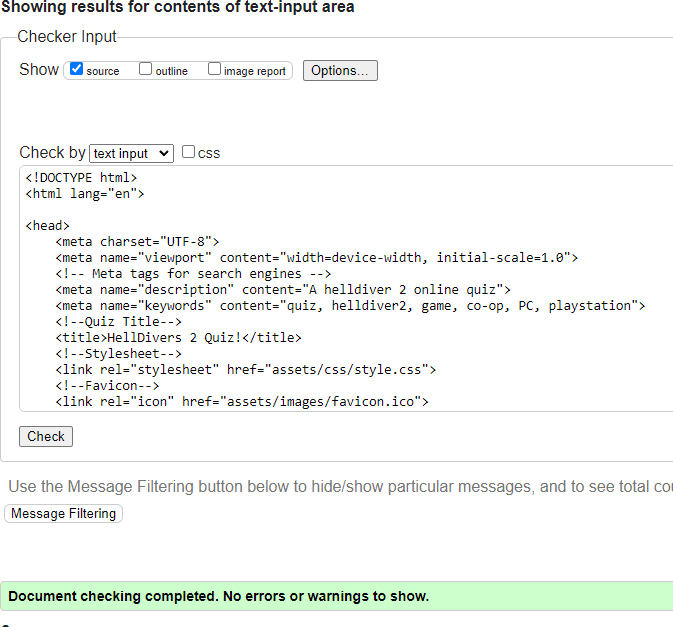 Showing results for contents of text-input area
Checker Input
Show source outline image report Options...
Check by text input css
<!DOCTYPE html>
<html lang="en">
<head>
<meta charset="UTF-8">
<meta name="viewport" content="width=device-width, initial-scale=1.0">
<!-- Meta tags for search engines -->
<meta name="description" content="A helldiver 2 online quiz">
<meta name="keywords" content="quiz, helldiver2, game, co-op, PC, playstation">
<!--Quiz Title-->
<title>HellDivers 2 Quiz!</title>
<!--Stylesheet-->
<link rel="stylesheet" href="assets/css/style.css">
<!--Favicon-->
<link rel="icon" href="assets/images/favicon.ico">
Check
Use the Message Filtering button below to hide/show particular messages, and to see total
Message Filtering
Document checking completed. No errors or warnings to show.